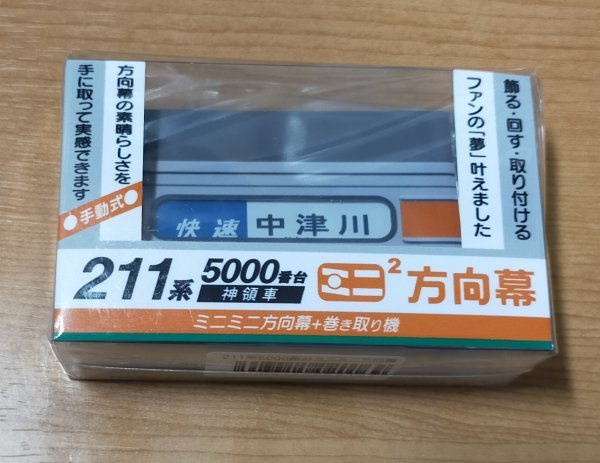 方向幕の素晴らしさを
手に取って実感できます
●手動式●
飾る・回す・取り付ける
ファンの「夢」叶えました
快速 中津川
211系 5000番台
神領車
ミニ2 方向幕
ミニミニ方向幕+巻き取り機